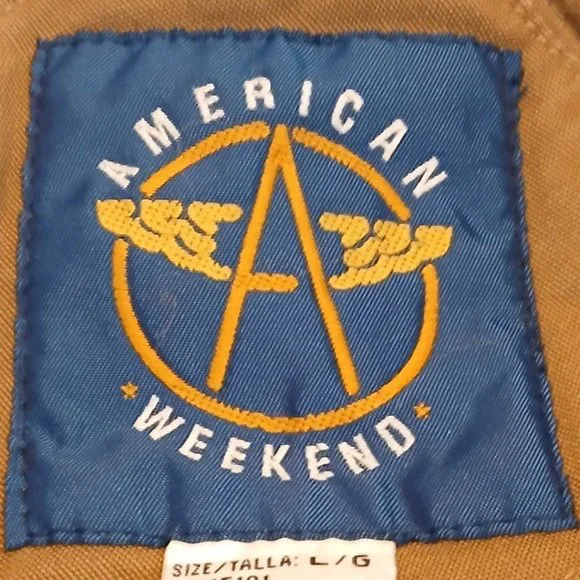 AMERICAN
A
WEEKEND
SIZE/TALLA: L/G